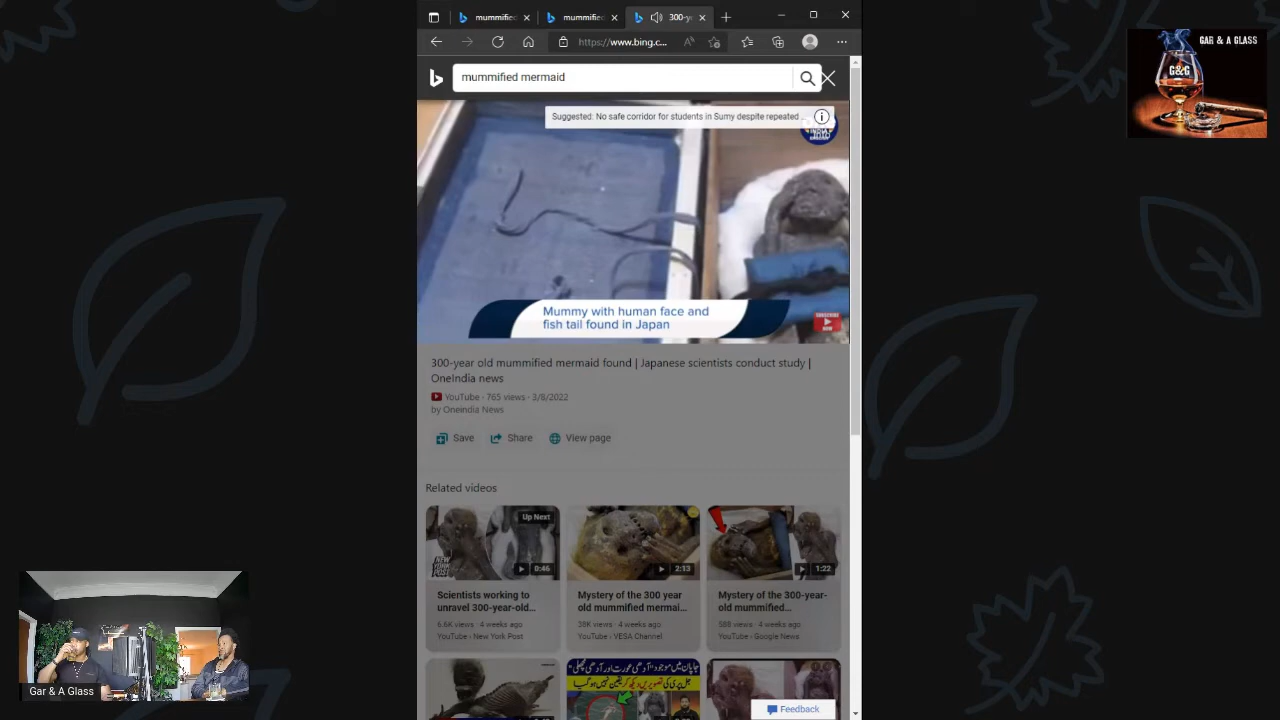 mummified
mummified
300-y
https://www.bing.c...
GAR & A GLASS
G&G
mummified mermaid
Suggested: No safe corridor for students in Sumy despite repeated ...
Mummy with human face and
fish tail found in Japan
SUBSCRIBE
NOW
300-year old mummified mermaid found | Japanese scientists conduct study |
OneIndia news
YouTube · 765 views · 3/8/2022
by Oneindia News
Save
Share
View page
Related videos
Up Next
NEW
YORK
POST
0:46
2:13
1:22
Scientists working to
unravel 300-year-old...
6.6K views · 4 weeks ago
YouTube › New York Post
Mystery of the 300 year
old mummified mermai...
38K views · 4 weeks ago
YouTube › VESA Channel
Mystery of the 300-year-
old mummified...
588 views · 4 weeks ago
YouTube › Google News
Feedback
Gar & A Glass